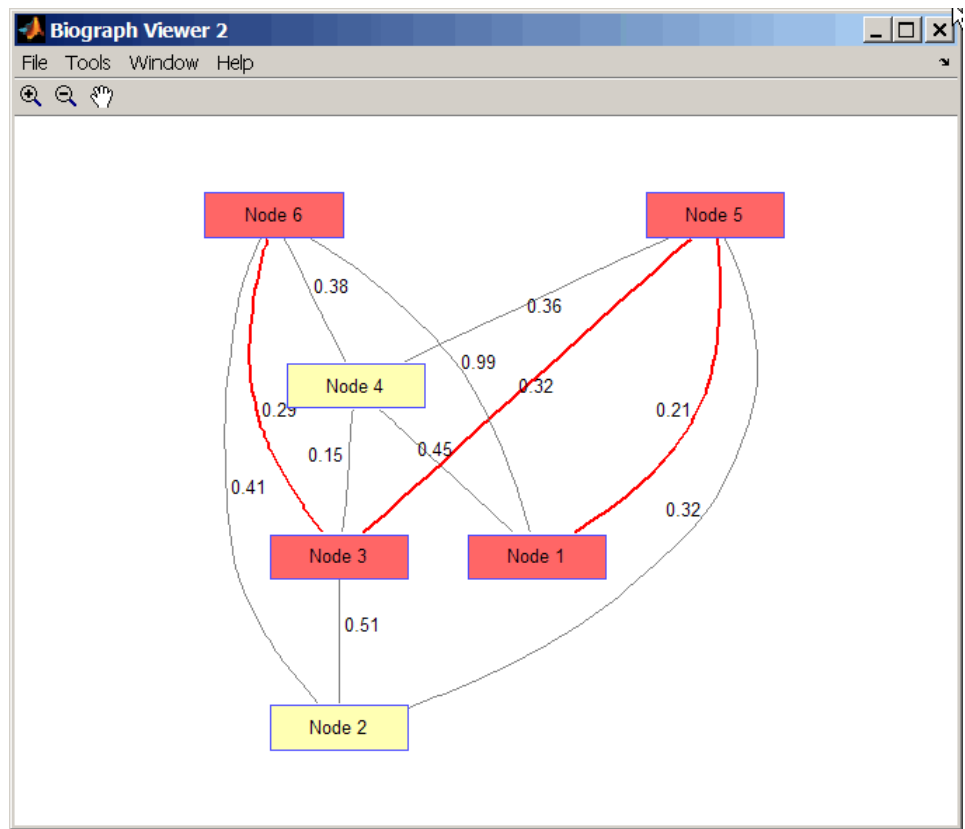 Biograph Viewer 2
File Tools Window Help
Node 6
Node 5
0.38
0.36
0.99
Node 4
0.32
0.29
0.21
0.45
0.15
0.41
0.32
Node 3
Node 1
0.51
Node 2